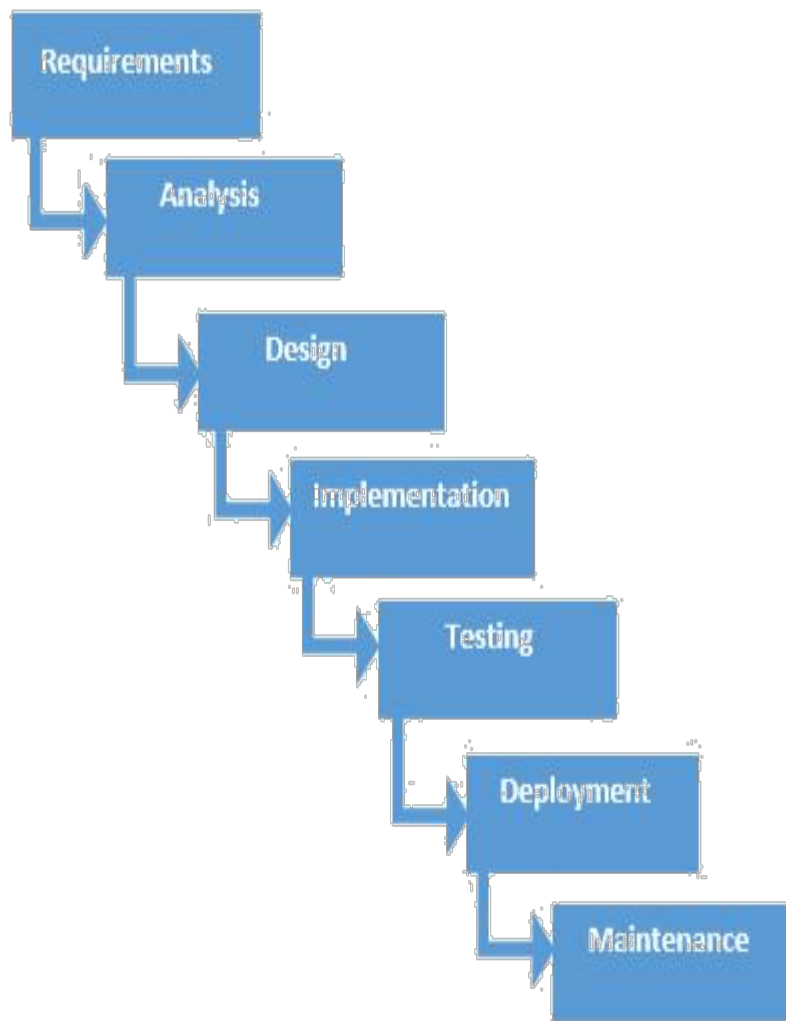 Requirements
Analysis
Design
Implementation
Testing
Deployment
Maintenance